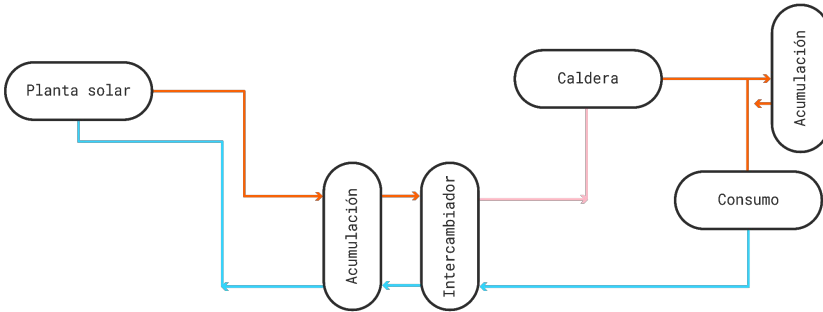 Planta solar
Acumulación
Intercambiador
Caldera
Acumulación
Consumo